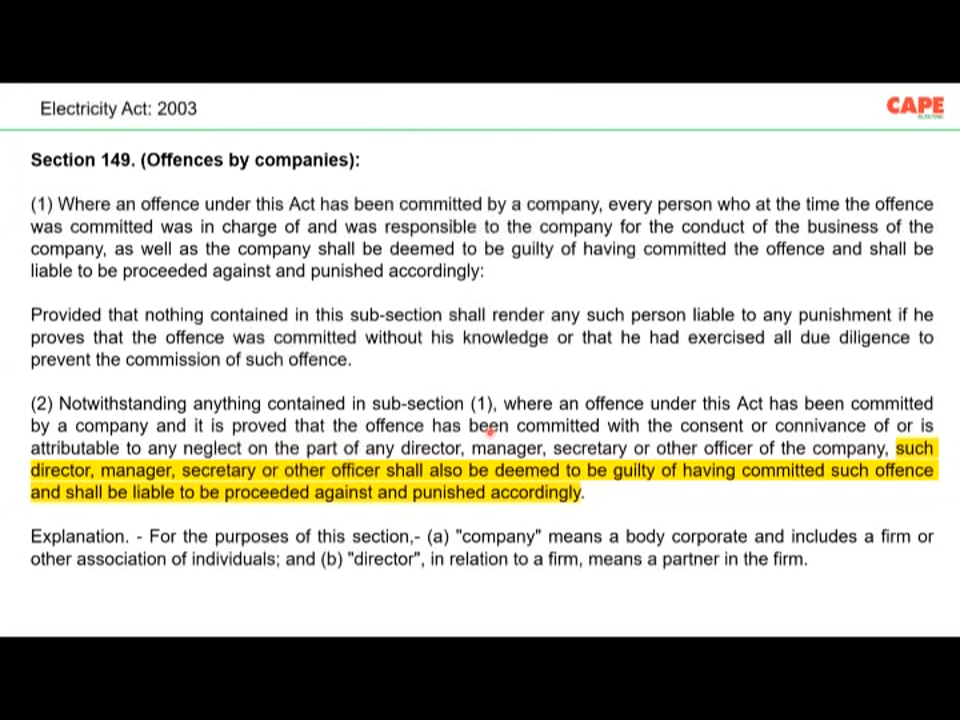 Electricity Act: 2003
CAPE
ELECTRIC
Section 149. (Offences by companies):
(1) Where an offence under this Act has been committed by a company, every person who at the time the offence
was committed was in charge of and was responsible to the company for the conduct of the business of the
company, as well as the company shall be deemed to be guilty of having committed the offence and shall be
liable to be proceeded against and punished accordingly:
Provided that nothing contained in this sub-section shall render any such person liable to any punishment if he
proves that the offence was committed without his knowledge or that he had exercised all due diligence to
prevent the commission of such offence.
(2) Notwithstanding anything contained in sub-section (1), where an offence under this Act has been committed
by a company and it is proved that the offence has been committed with the consent or connivance of or is
attributable to any neglect on the part of any director, manager, secretary or other officer of the company, such
director, manager, secretary or other officer shall also be deemed to be guilty of having committed such offence
and shall be liable to be proceeded against and punished accordingly.
Explanation. - For the purposes of this section,- (a) "company" means a body corporate and includes a firm or
other association of individuals; and (b) "director", in relation to a firm, means a partner in the firm.